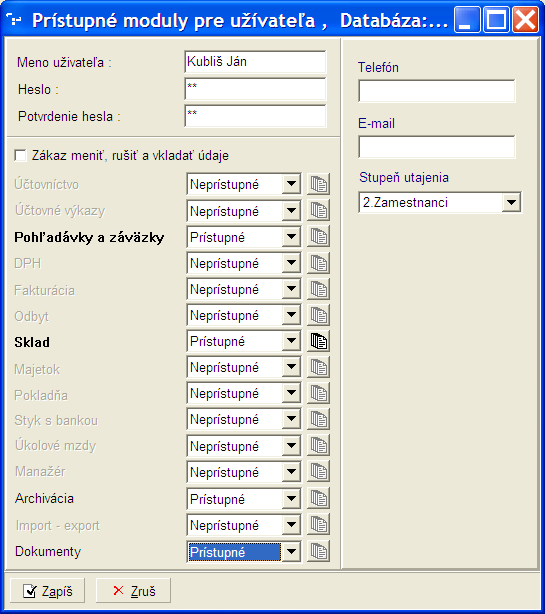 Prístupné moduly pre užívateľa , Databáza:...
Meno uživateľa : Kubliš Ján
Heslo : **
Potvrdenie hesla : **
Zákaz meniť, rušiť a vkladať údaje
Účtovníctvo Neprístupné
Účtovné výkazy Neprístupné
Pohľadávky a záväzky Prístupné
DPH Neprístupné
Fakturácia Neprístupné
Odbyt Neprístupné
Sklad Prístupné
Majetok Neprístupné
Pokladňa Neprístupné
Styk s bankou Neprístupné
Úkolové mzdy Neprístupné
Manažér Neprístupné
Archivácia Prístupné
Import - export Neprístupné
Dokumenty Prístupné
Telefón
E-mail
Stupeň utajenia
2.Zamestnanci
Zapíš Zruš